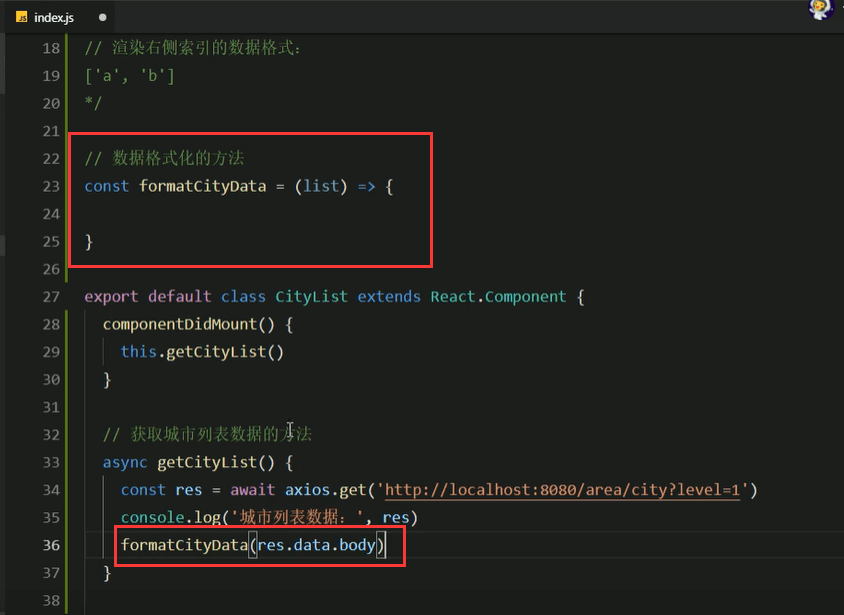 index.js
18 // 渲染右侧索引的数据格式：
19 ['a', 'b']
20 */
21
22 // 数据格式化的方法
23 const formatCityData = (list) => {
24
25 }
26
27 export default class CityList extends React.Component {
28 componentDidMount() {
29 this.getCityList()
30 }
31
32 // 获取城市列表数据的方法
33 async getCityList() {
34 const res = await axios.get('http://localhost:8080/area/city?level=1')
35 console.log('城市列表数据：', res)
36 formatCityData(res.data.body)
37 }
38